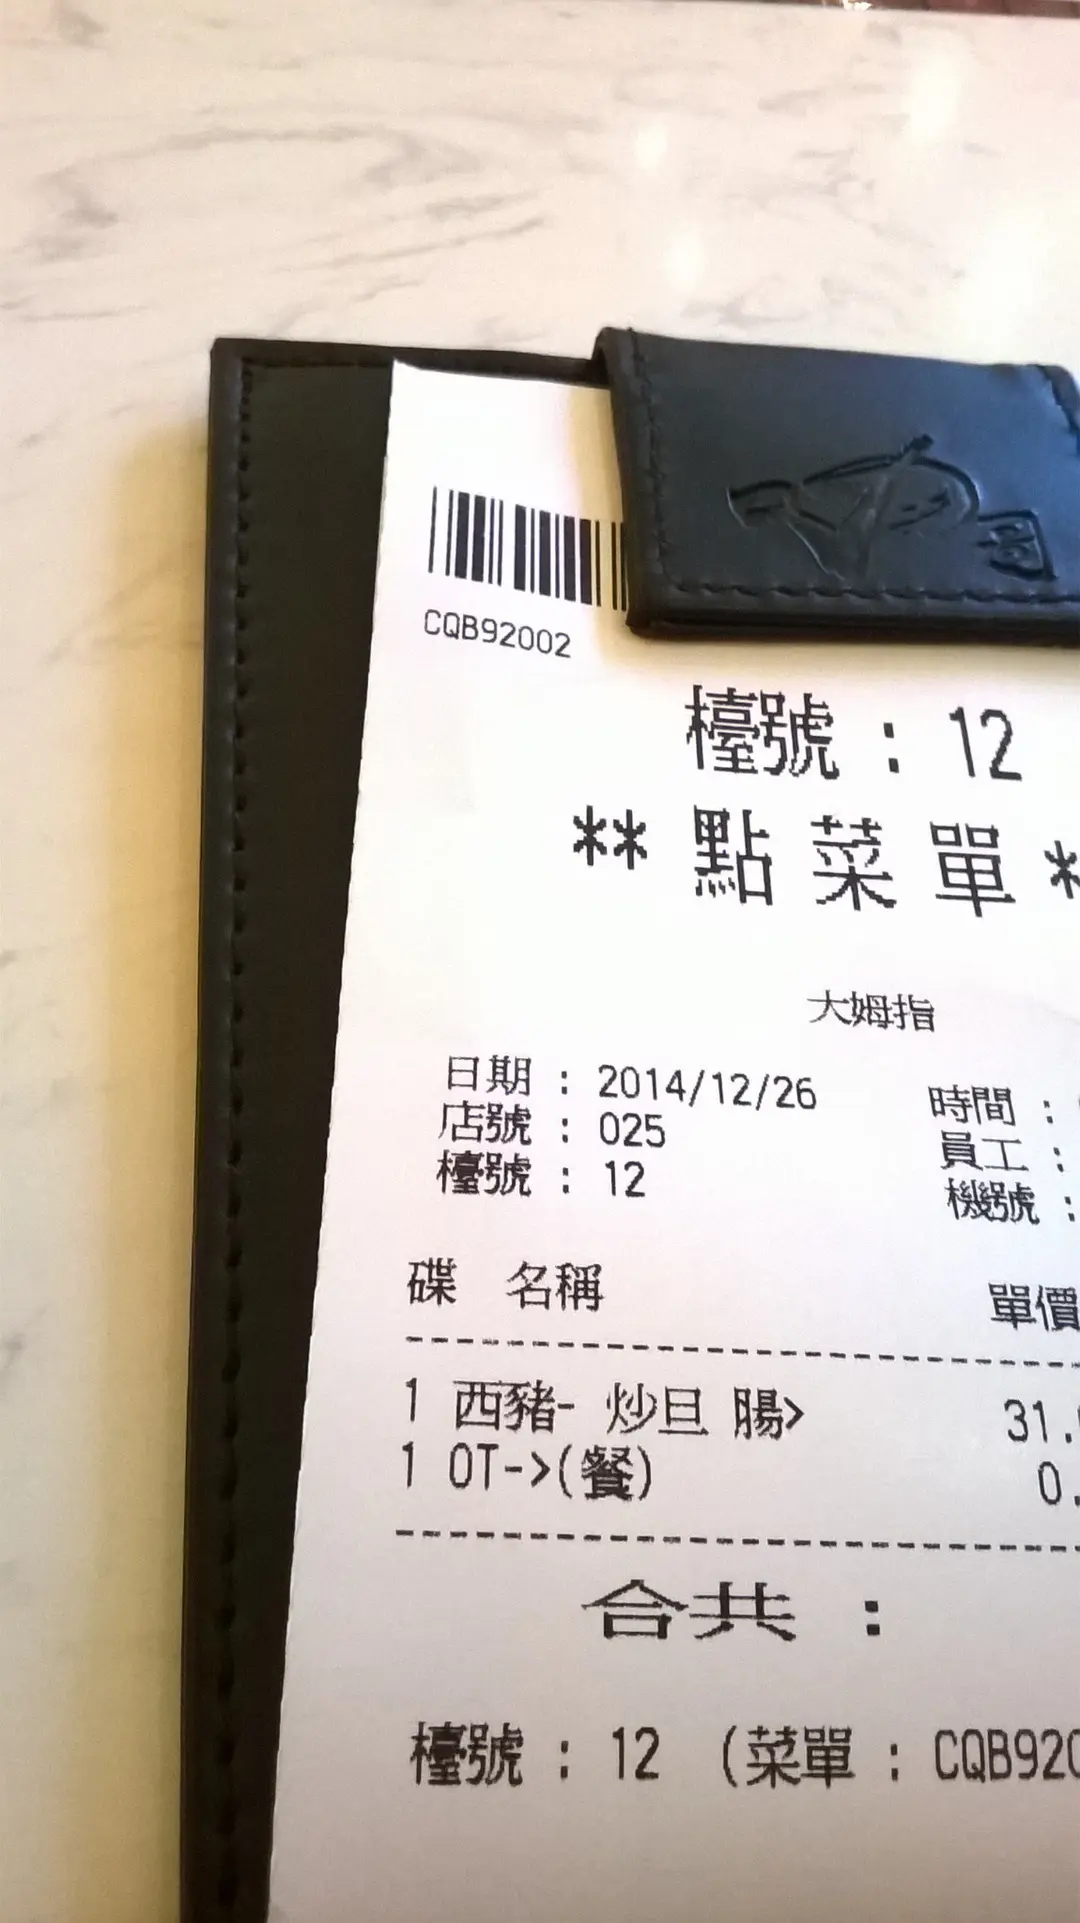 CQB92002
檯號 : 12
** 點 菜 單 *
大姆指
日期 : 2014/12/26 時間 :
店號 : 025 員工 :
檯號 : 12 機號 :
碟 名稱 單價
1 西豬- 炒旦 腸> 31.
1 OT->(餐) 0.
合共 :
檯號 : 12 (菜單 : CQB920